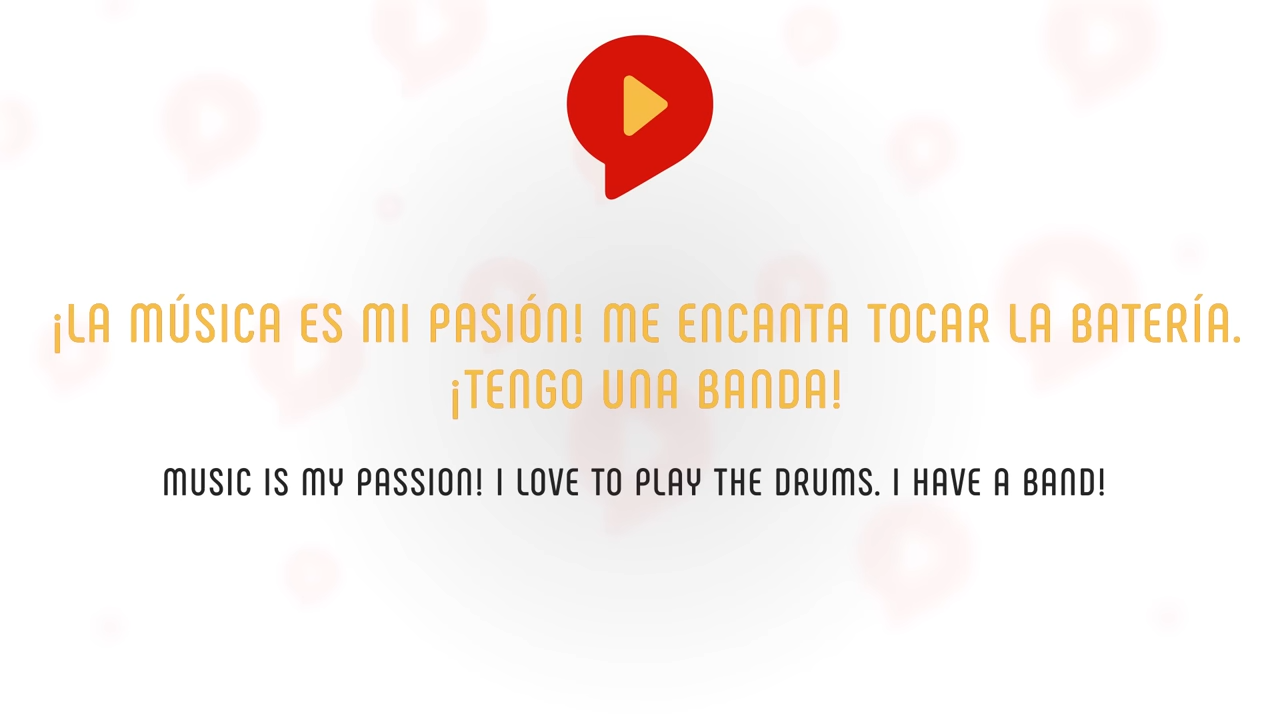 ¡LA MÚSICA ES MI PASIÓN! ME ENCANTA TOCAR LA BATERÍA.
¡TENGO UNA BANDA!
MUSIC IS MY PASSION! I LOVE TO PLAY THE DRUMS. I HAVE A BAND!